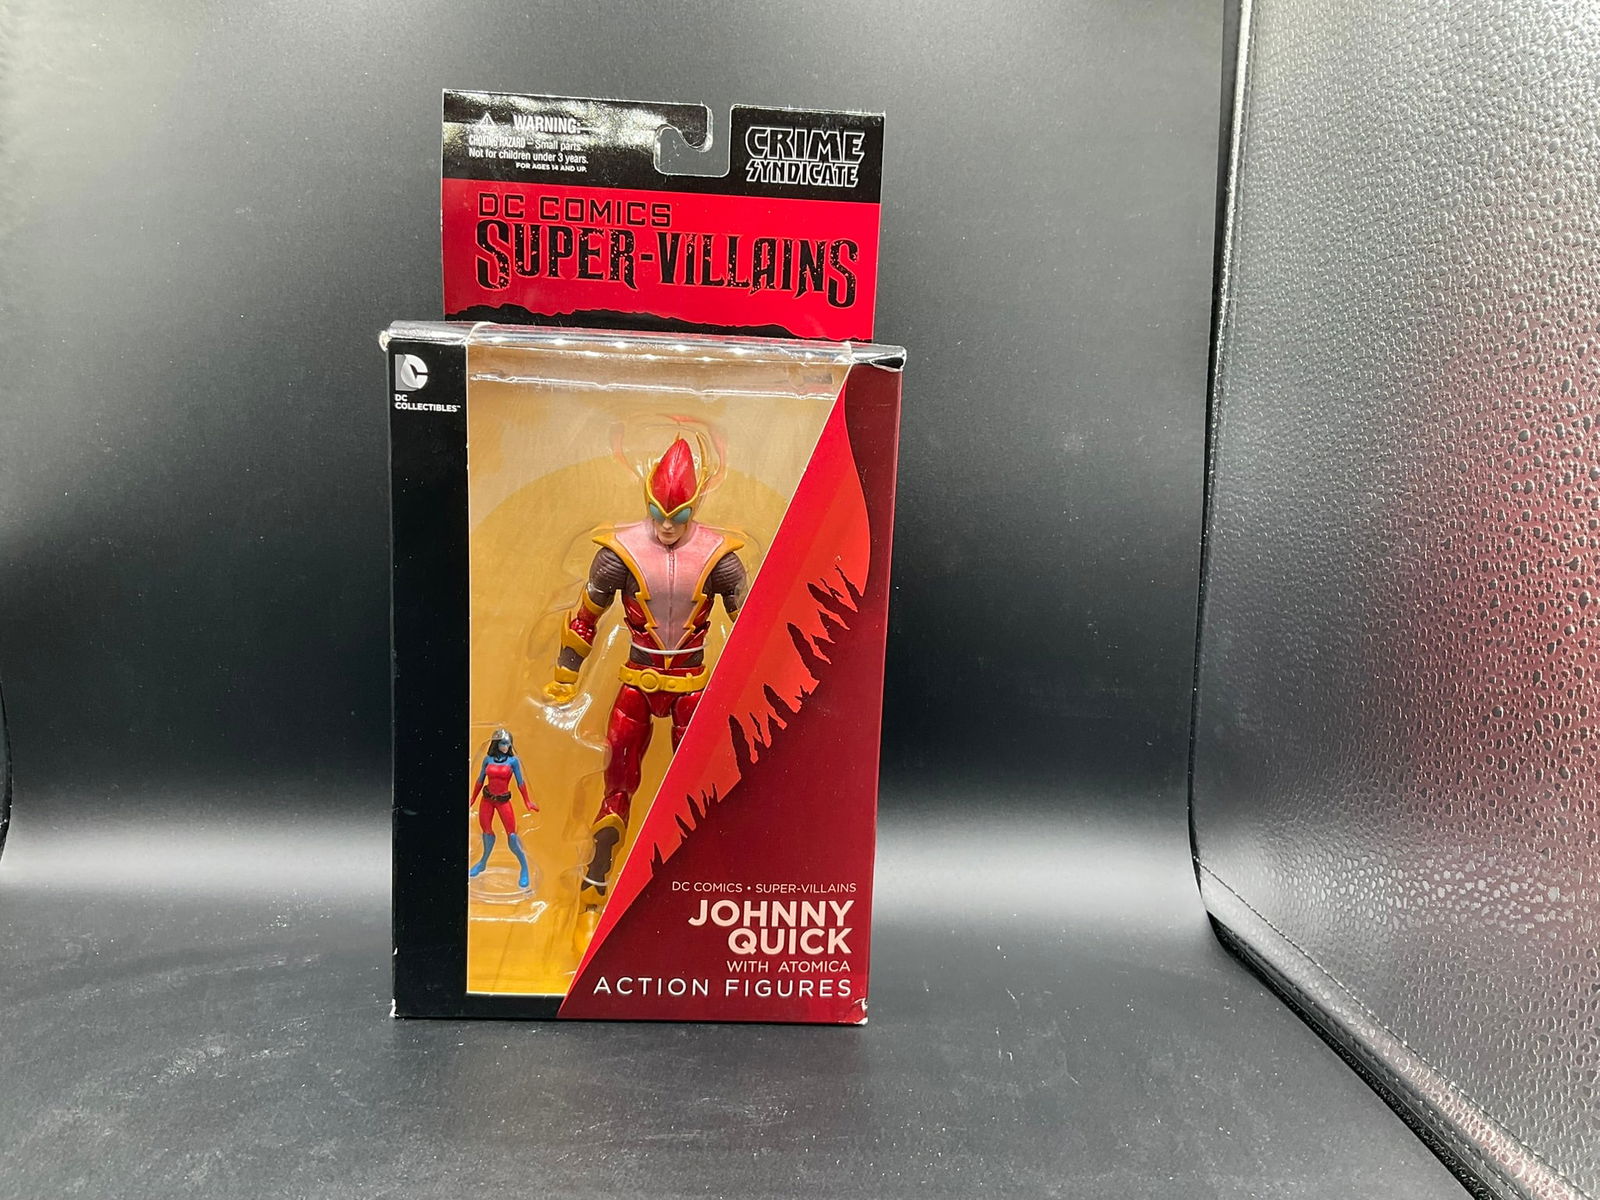 WARNING:
CHOKING HAZARD – Small parts.
Not for children under 3 years.
FOR AGES 14 AND UP.
CRIME
SYNDICATE
DC COMICS
SUPER-VILLAINS
DC
COLLECTIBLES™
DC COMICS • SUPER-VILLAINS
JOHNNY
QUICK
WITH ATOMICA
ACTION FIGURES